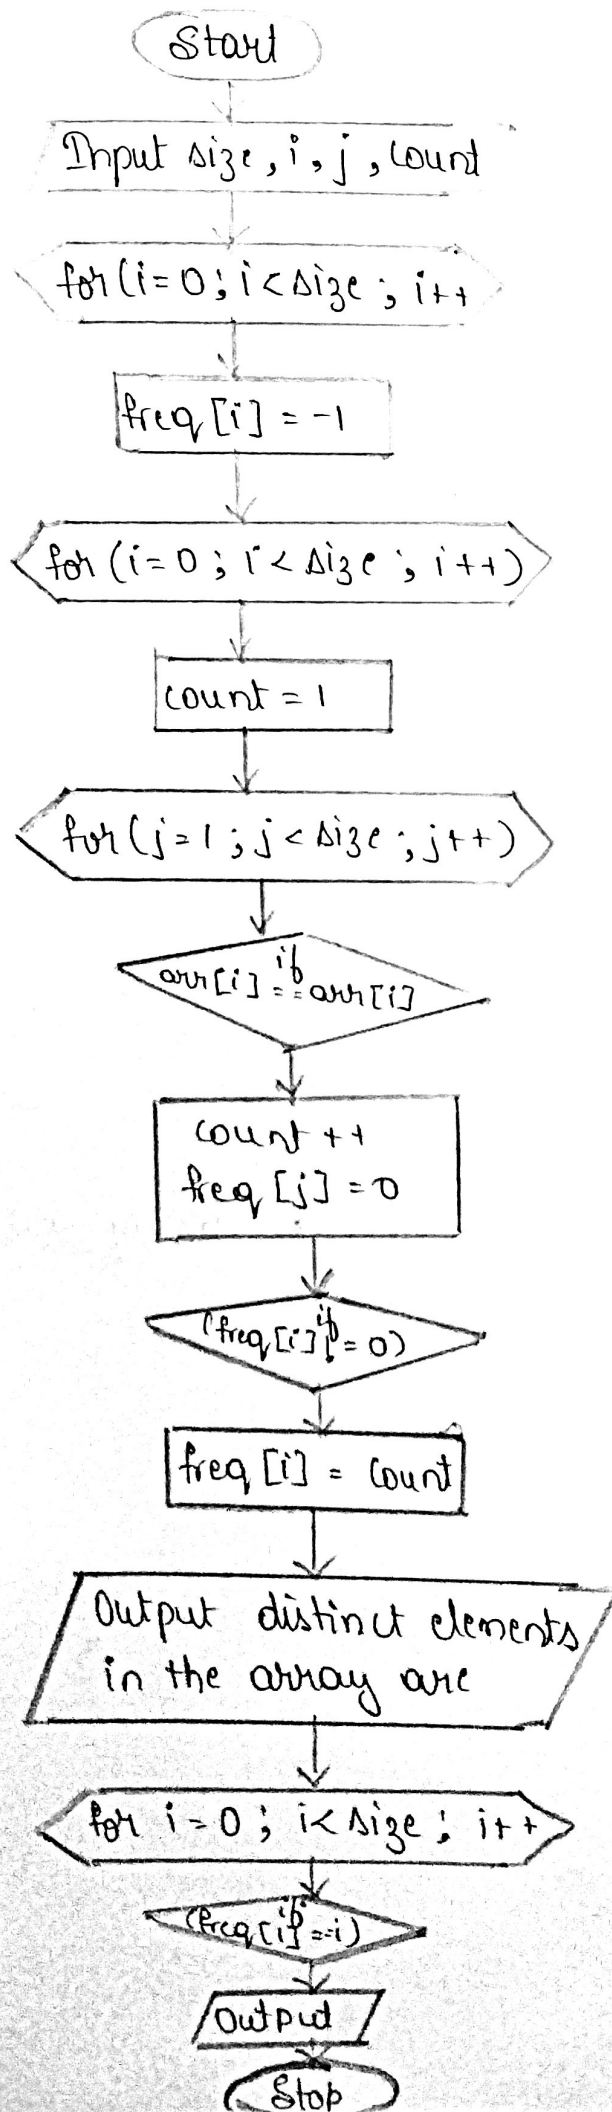 Start
Input size, i, j, count
for(i=0; i<size; i++
freq[i] = -1
for (i=0; i<size; i++)
count = 1
for(j=1; j<size; j++)
if
arr[i] == arr[i]
count ++
freq[j] = 0
if
(freq[i] != 0)
freq[i] = count
Output distinct elements
in the array are
for i=0; i<size; i++
if
(freq[i] ==i)
Output
Stop